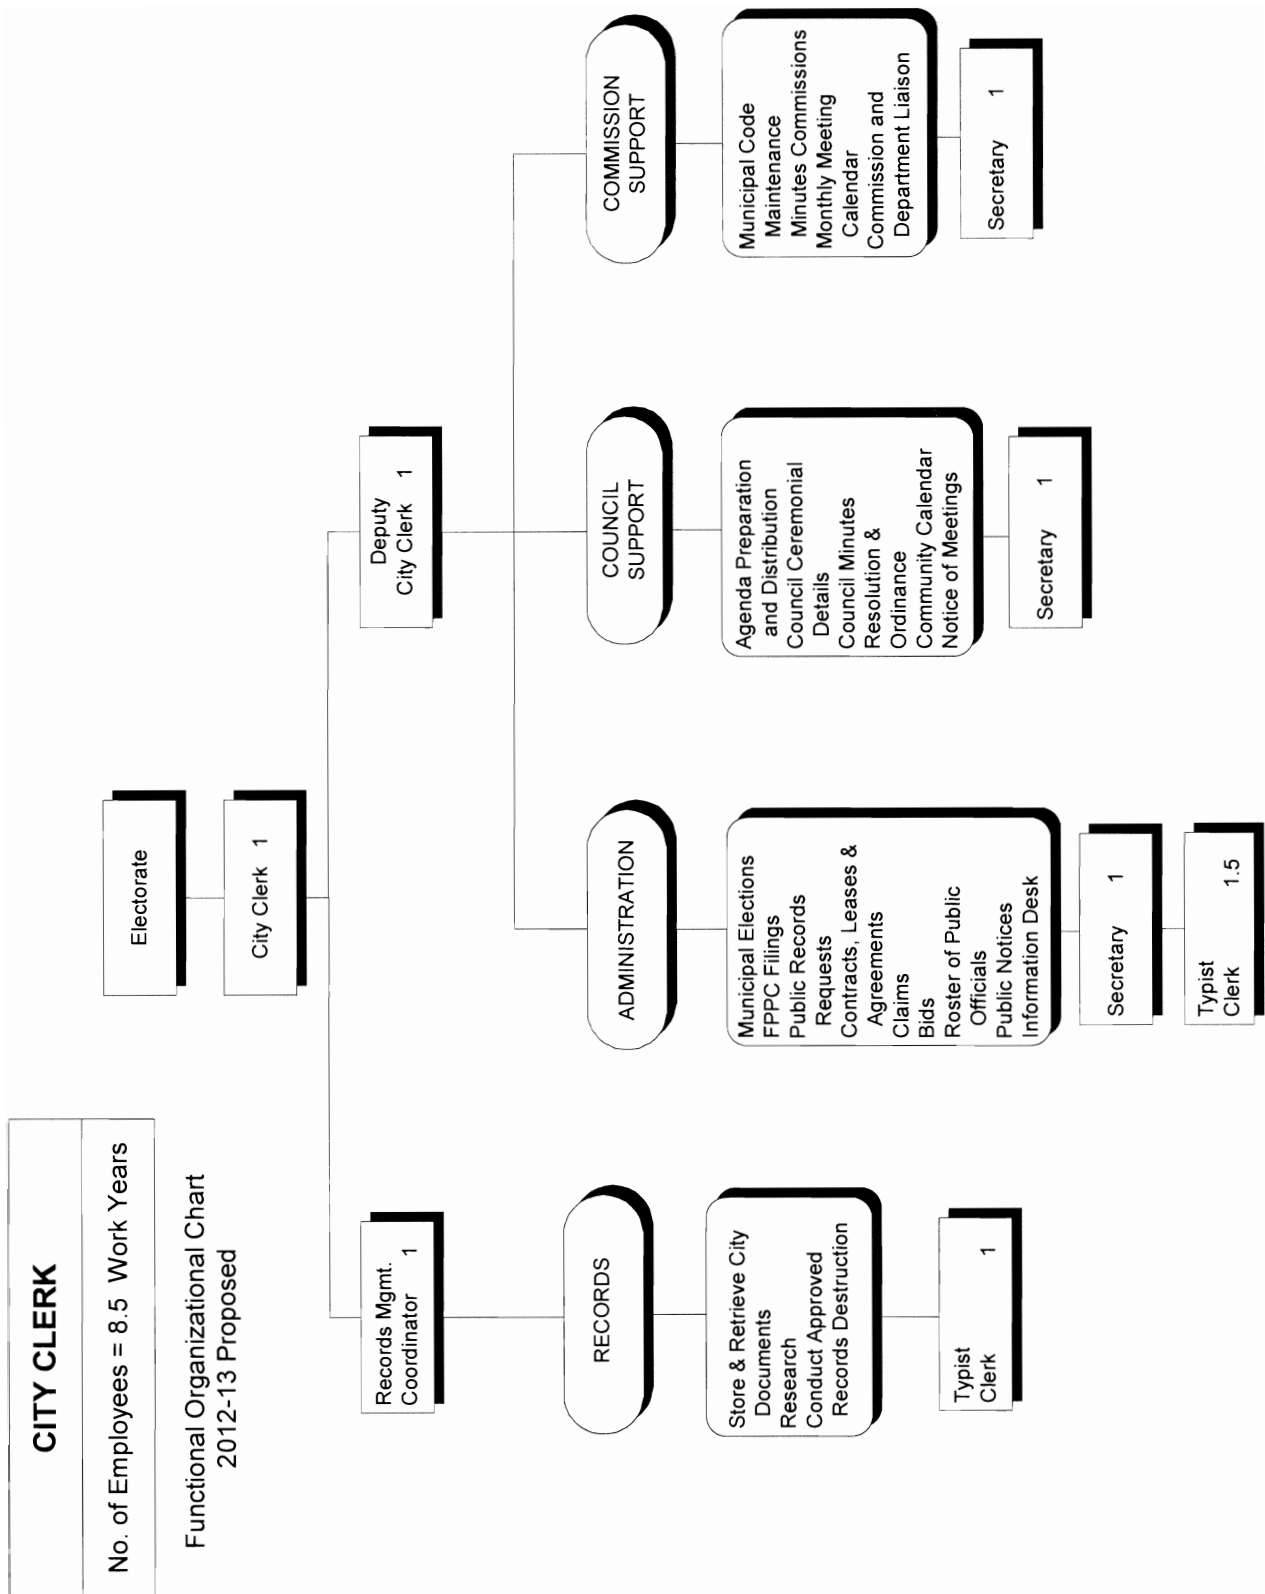 CITY CLERK
No. of Employees = 8.5 Work Years
Functional Organizational Chart
2012-13 Proposed
Electorate
City Clerk 1
Records Mgmt.
Coordinator 1
Deputy
City Clerk 1
RECORDS
Store & Retrieve City
Documents
Research
Conduct Approved
Records Destruction
Typist
Clerk 1
ADMINISTRATION
Municipal Elections
FPPC Filings
Public Records
Requests
Contracts, Leases &
Agreements
Claims
Bids
Roster of Public
Officials
Public Notices
Information Desk
Secretary 1
Typist
Clerk 1.5
COUNCIL
SUPPORT
Agenda Preparation
and Distribution
Council Ceremonial
Details
Council Minutes
Resolution &
Ordinance
Community Calendar
Notice of Meetings
Secretary 1
COMMISSION
SUPPORT
Municipal Code
Maintenance
Minutes Commissions
Monthly Meeting
Calendar
Commission and
Department Liaison
Secretary 1